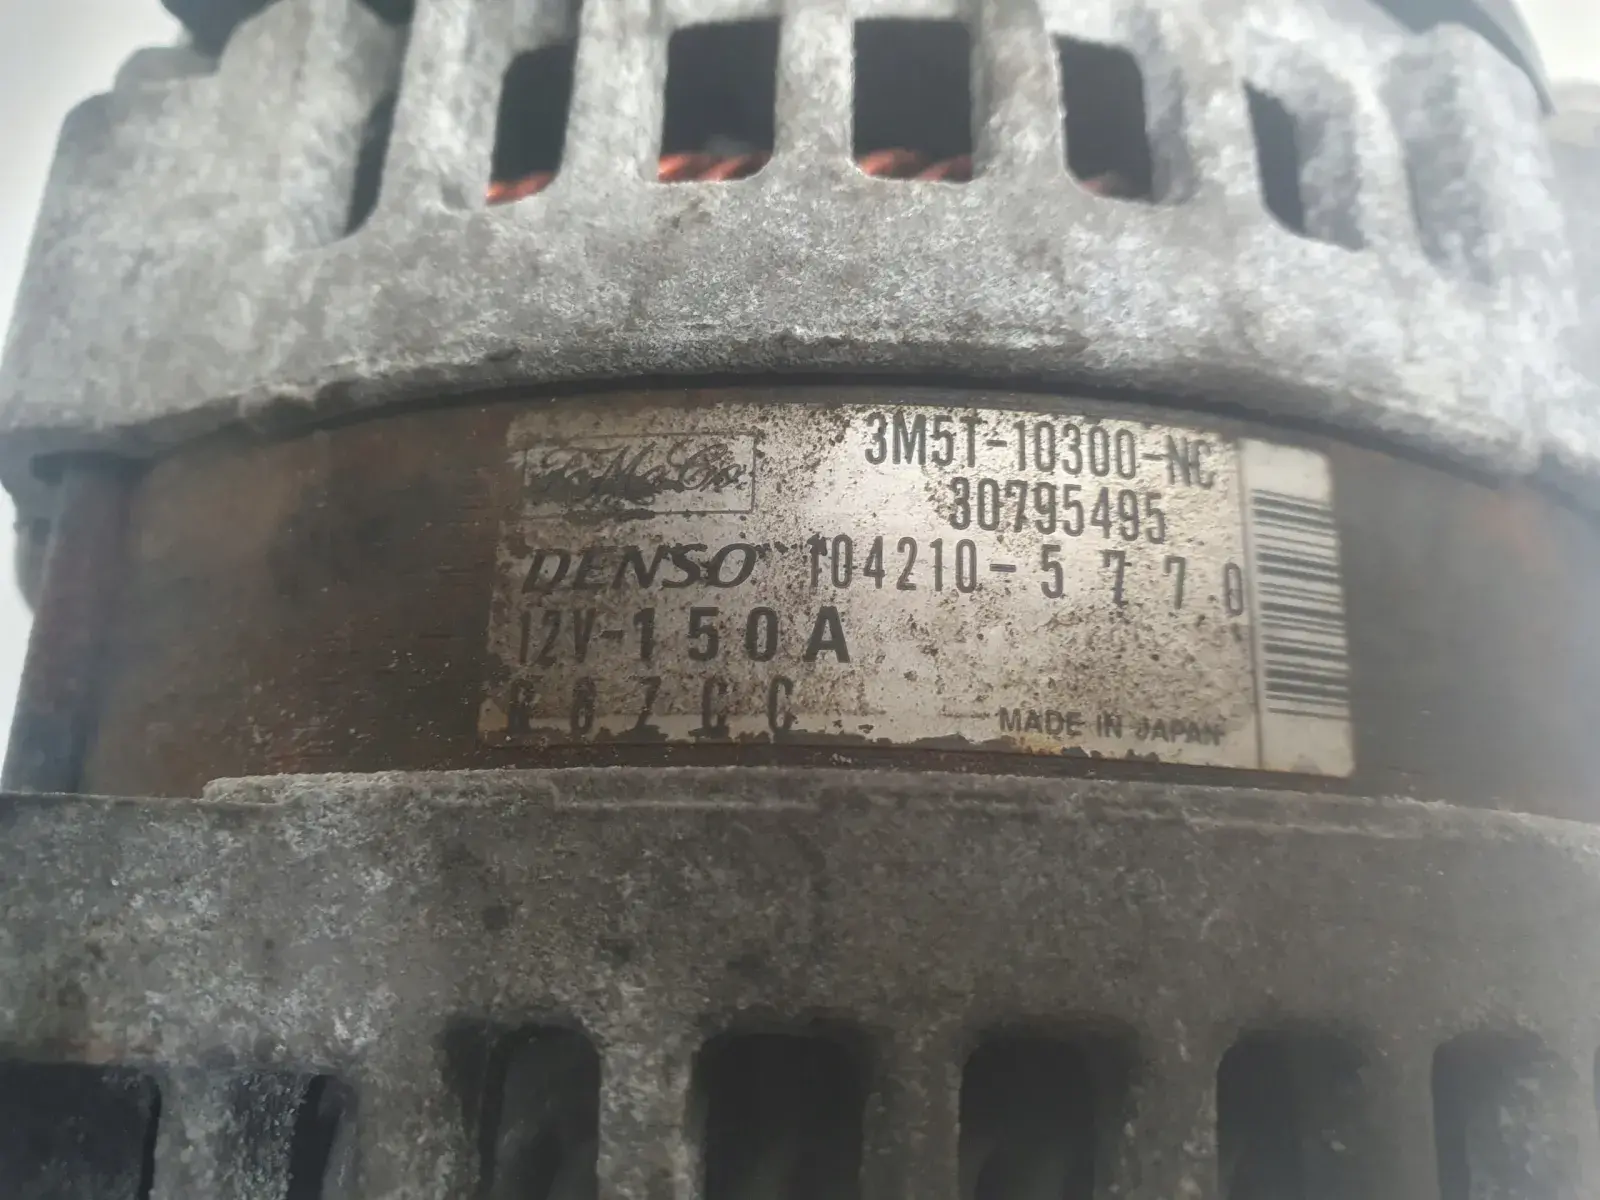 FoMoCo
3M5T-10300-NC
30795495
DENSO 104210-5770
12V-150A
MADE IN JAPAN